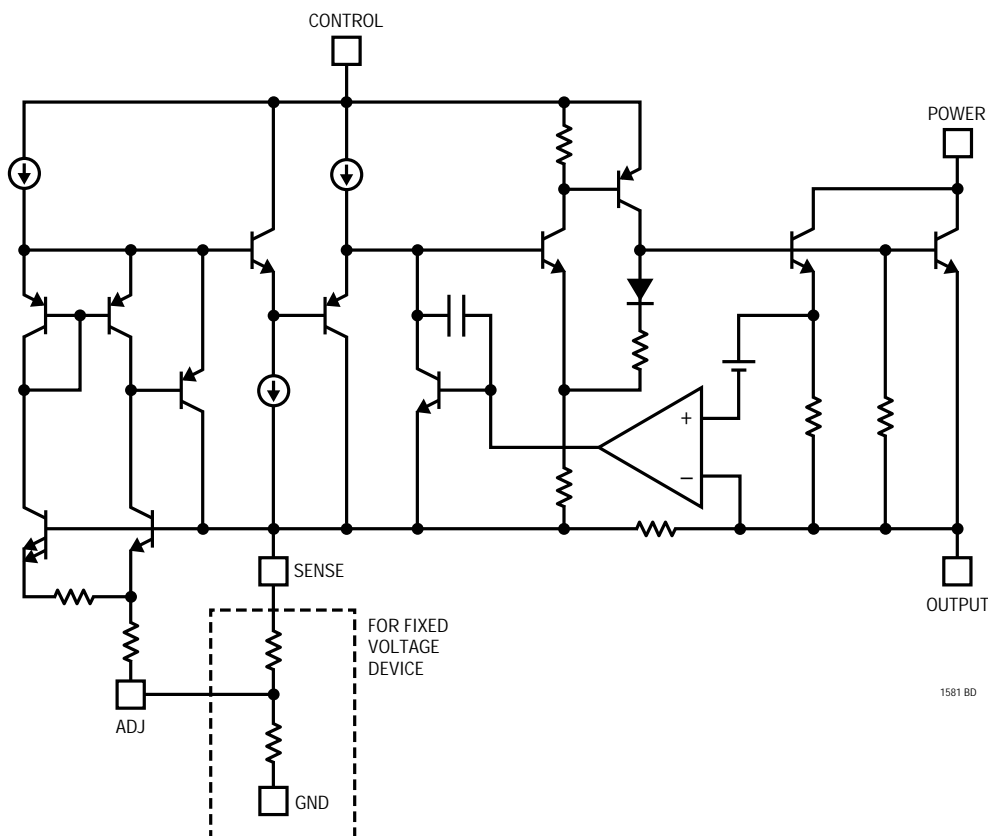 CONTROL
POWER
+
–
SENSE
OUTPUT
FOR FIXED
VOLTAGE
DEVICE
ADJ
1581 BD
GND